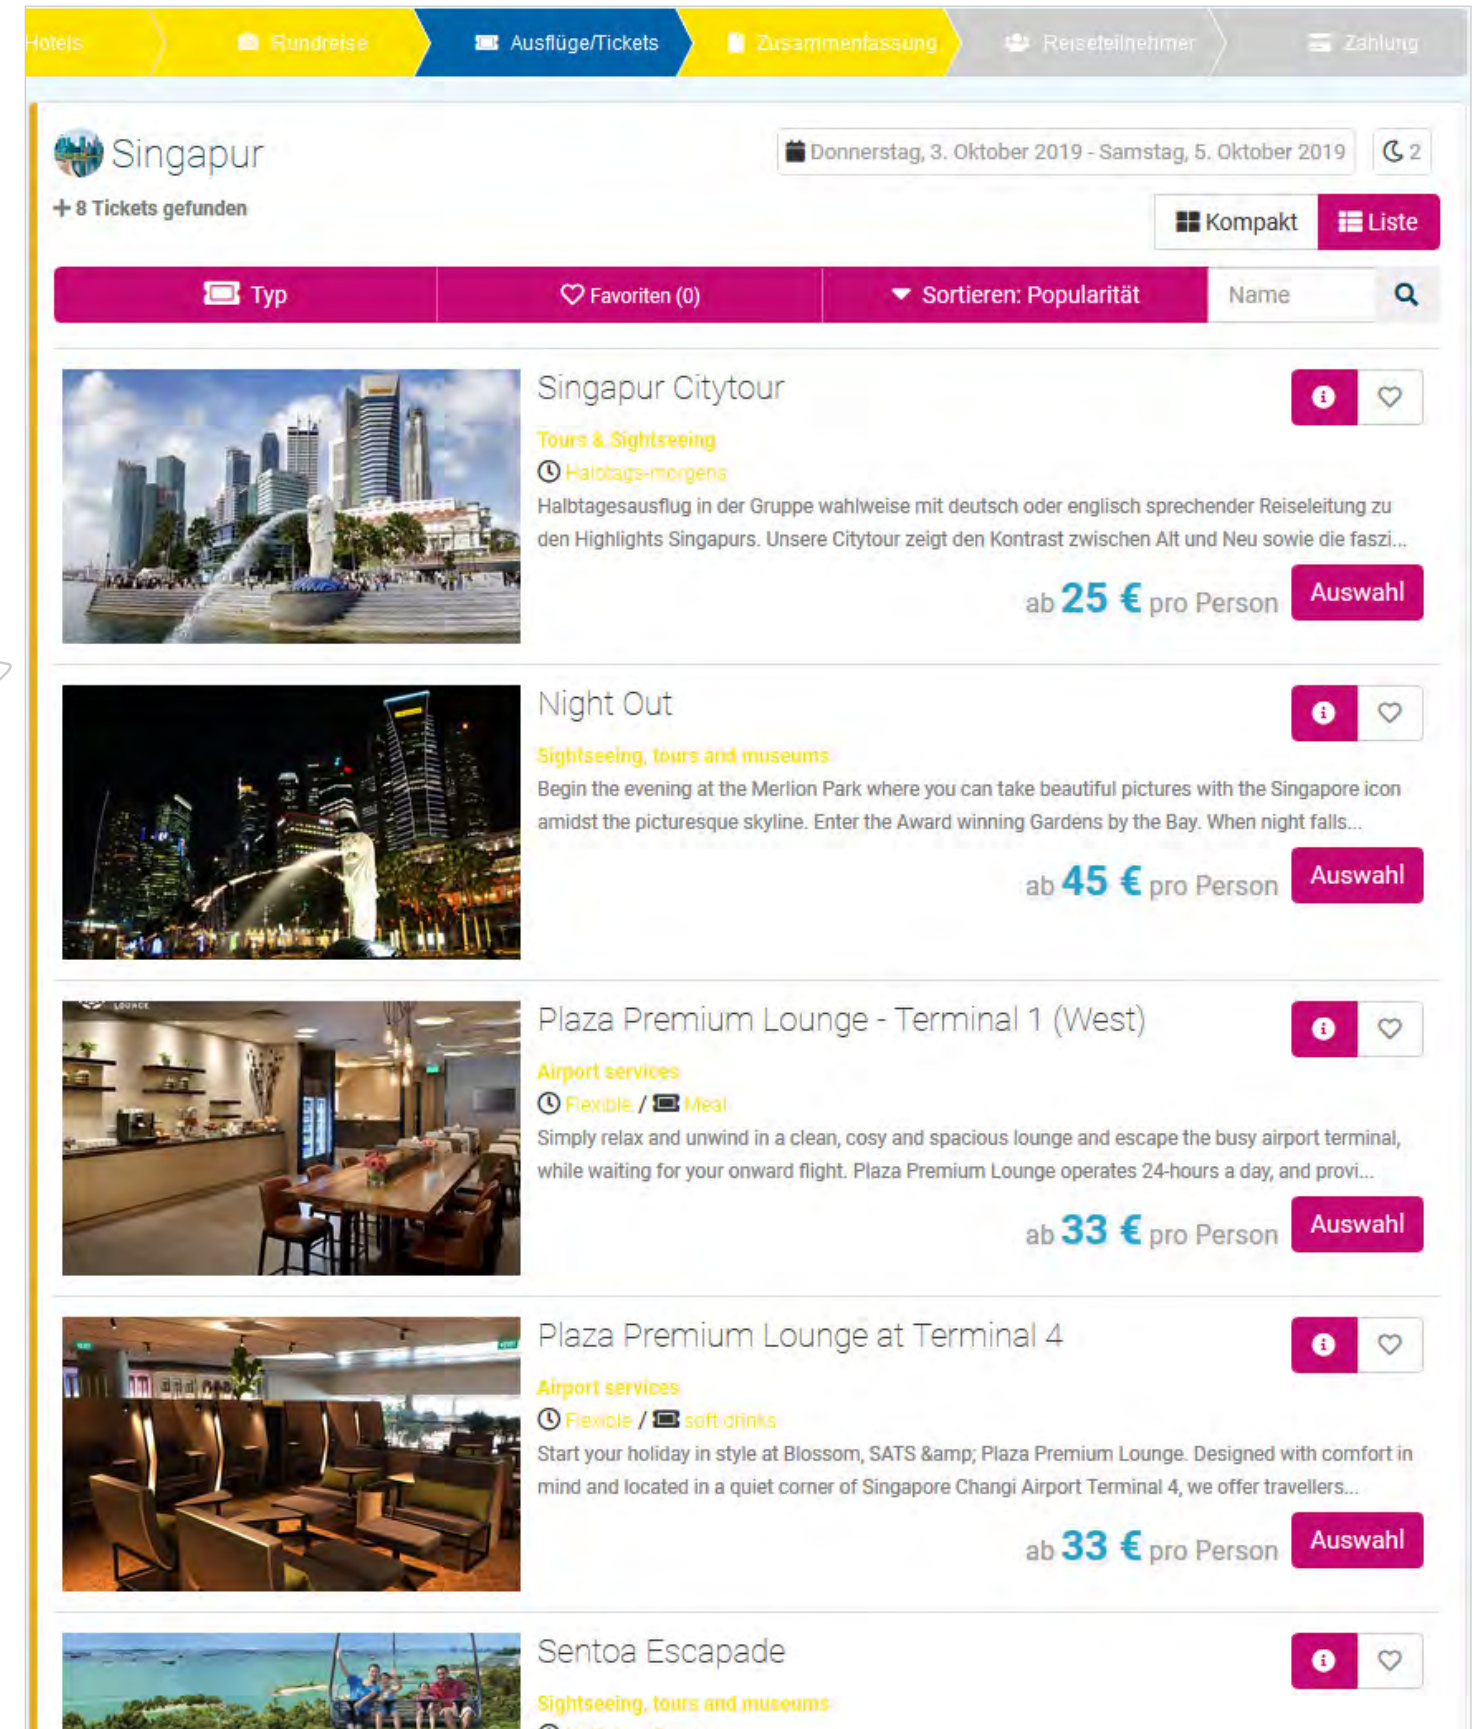 Hotels
Rundreise
Ausflüge/Tickets
Zusammenfassung
Reiseteilnehmer
Zahlung
Singapur
Donnerstag, 3. Oktober 2019 - Samstag, 5. Oktober 2019
2
8 Tickets gefunden
Kompakt
Liste
Typ
Favoriten (0)
Sortieren: Popularität
Name
Singapur Citytour
Tours & Sightseeing
Halbtags-morgens
Halbtagesausflug in der Gruppe wahlweise mit deutsch oder englisch sprechender Reiseleitung zu
den Highlights Singapurs. Unsere Citytour zeigt den Kontrast zwischen Alt und Neu sowie die faszi...
ab 25 € pro Person
Auswahl
Night Out
Sightseeing, tours and museums
Begin the evening at the Merlion Park where you can take beautiful pictures with the Singapore icon
amidst the picturesque skyline. Enter the Award winning Gardens by the Bay. When night falls...
ab 45 € pro Person
Auswahl
LOUNGE
Plaza Premium Lounge - Terminal 1 (West)
Airport services
Flexible / Meal
Simply relax and unwind in a clean, cosy and spacious lounge and escape the busy airport terminal,
while waiting for your onward flight. Plaza Premium Lounge operates 24-hours a day, and provi...
ab 33 € pro Person
Auswahl
Plaza Premium Lounge at Terminal 4
Airport services
Flexible / soft drinks
Start your holiday in style at Blossom, SATS &amp; Plaza Premium Lounge. Designed with comfort in
mind and located in a quiet corner of Singapore Changi Airport Terminal 4, we offer travellers...
ab 33 € pro Person
Auswahl
Sentoa Escapade
Sightseeing, tours and museums